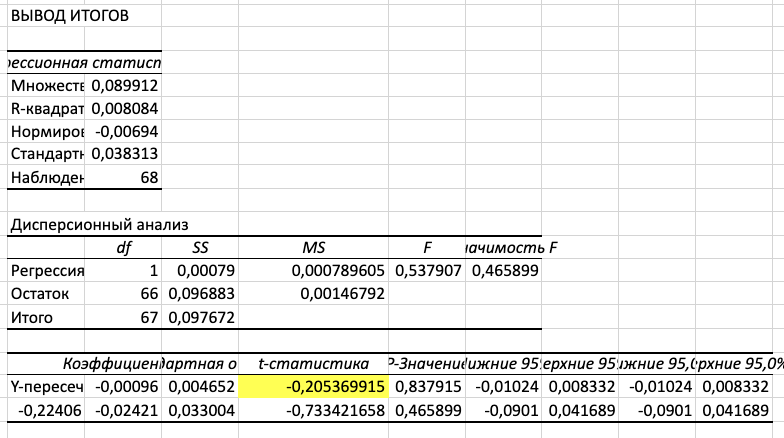 ВЫВОД ИТОГОВ
рессионная статист
Множеств 0,089912
R-квадрат 0,008084
Нормиров -0,00694
Стандартн 0,038313
Наблюден 68
Дисперсионный анализ
df SS MS F начимость F
Регрессия 1 0,00079 0,000789605 0,537907 0,465899
Остаток 66 0,096883 0,00146792
Итого 67 0,097672
Коэффициен дартная о t-статистика P-Значение ижние 95 ерхние 95 ижние 95,0 рхние 95,0%
Y-пересеч -0,00096 0,004652 -0,205369915 0,837915 -0,01024 0,008332 -0,01024 0,008332
-0,22406 -0,02421 0,033004 -0,733421658 0,465899 -0,0901 0,041689 -0,0901 0,041689